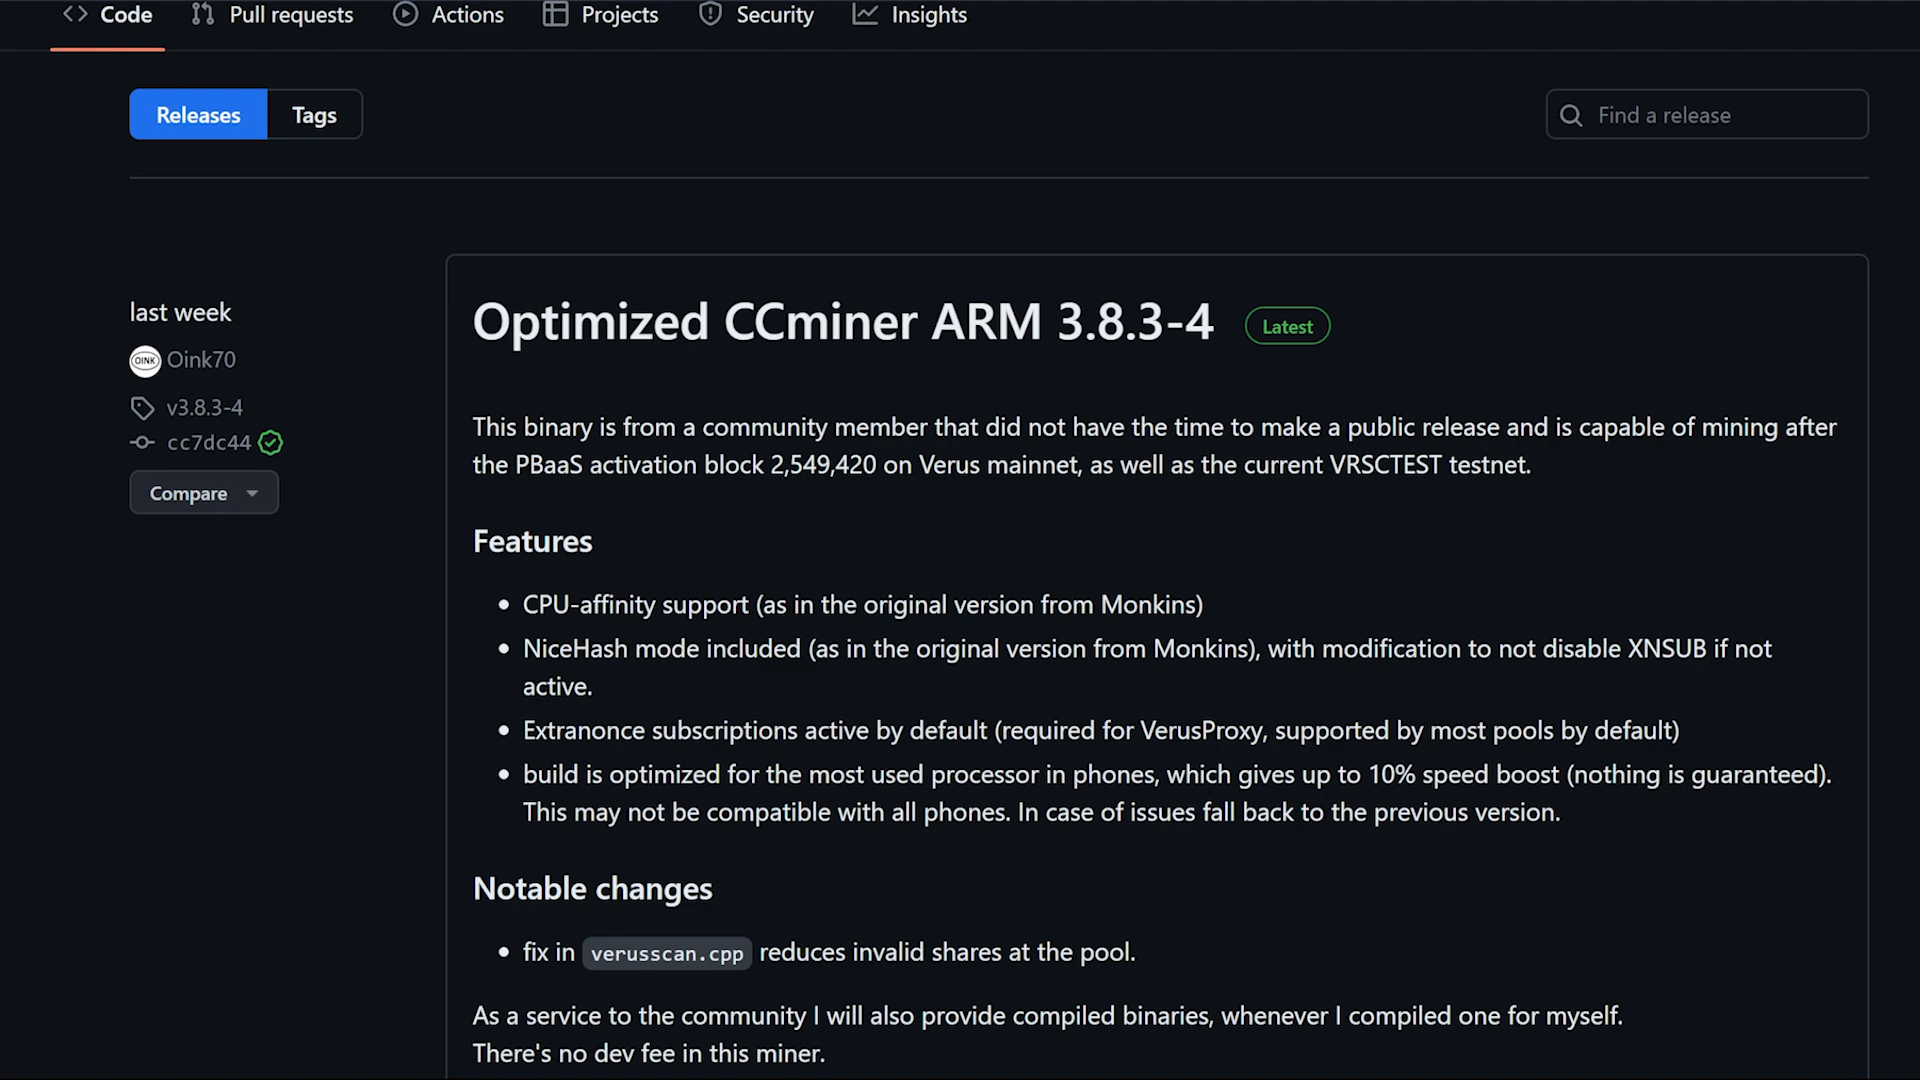 Code Pull requests Actions Projects Security Insights
Releases Tags Find a release
last week
OINK Oink70
v3.8.3-4
cc7dc44
Compare
Optimized CCminer ARM 3.8.3-4 Latest
This binary is from a community member that did not have the time to make a public release and is capable of mining after
the PBaaS activation block 2,549,420 on Verus mainnet, as well as the current VRSCTEST testnet.
Features
• CPU-affinity support (as in the original version from Monkins)
• NiceHash mode included (as in the original version from Monkins), with modification to not disable XNSUB if not
active.
• Extranonce subscriptions active by default (required for VerusProxy, supported by most pools by default)
• build is optimized for the most used processor in phones, which gives up to 10% speed boost (nothing is guaranteed).
This may not be compatible with all phones. In case of issues fall back to the previous version.
Notable changes
• fix in verusscan.cpp reduces invalid shares at the pool.
As a service to the community I will also provide compiled binaries, whenever I compiled one for myself.
There's no dev fee in this miner.